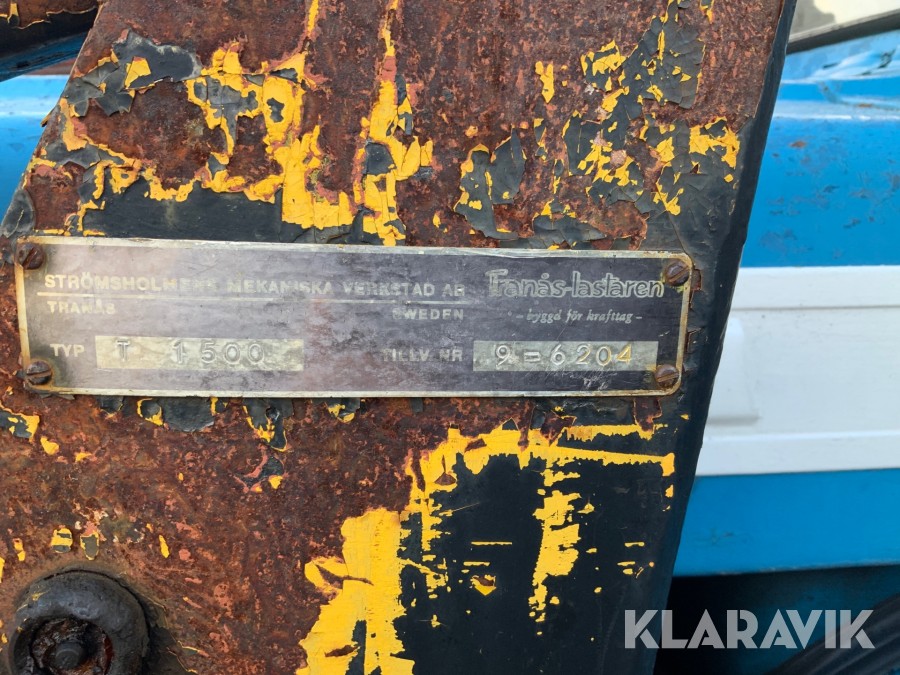 STRÖMSHOLMENS MEKANISKA VERKSTAD AB
TRANÅS SWEDEN
Tranås-lastaren
- byggd för krafttag -
TYP T 1500 TILLV. NR 9=6204
KLARAVIK